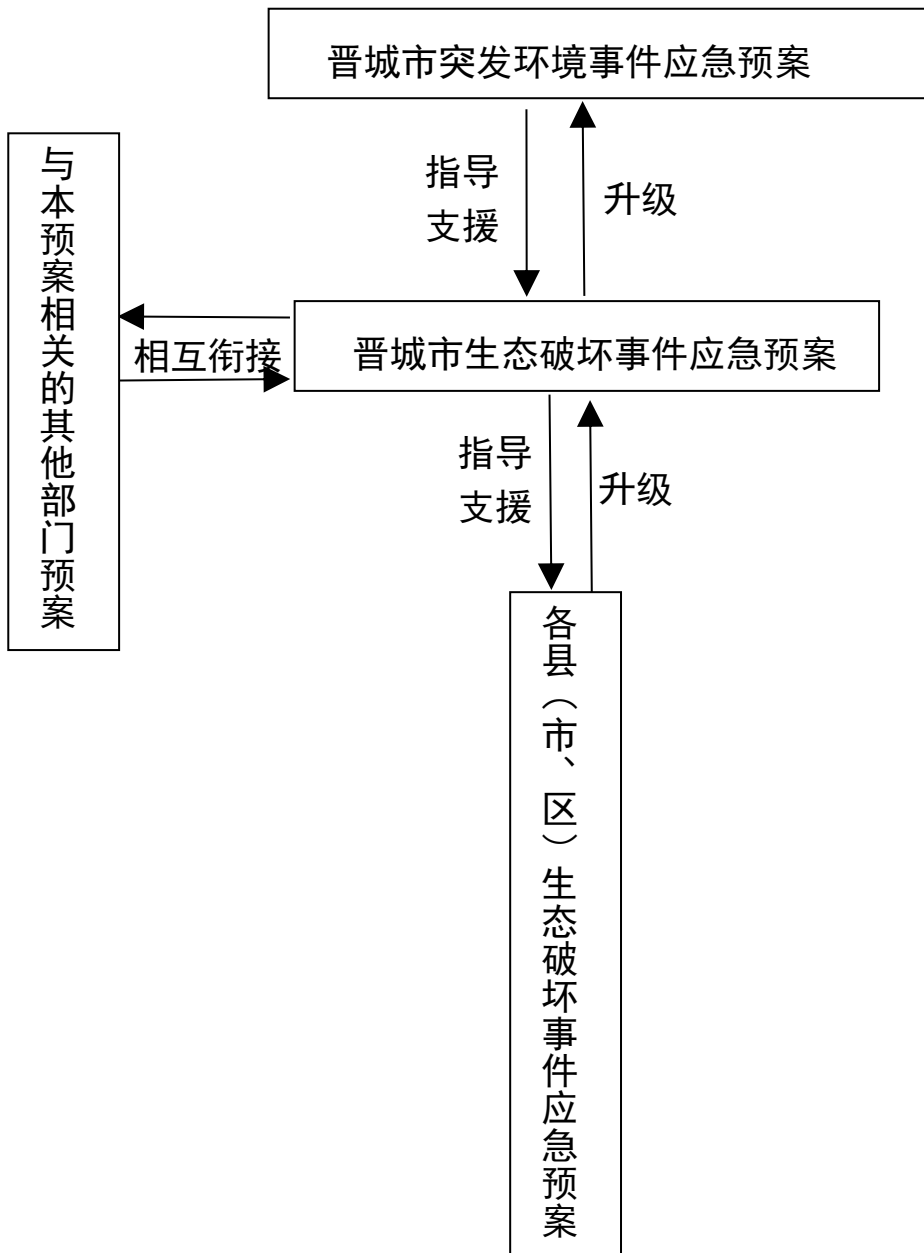 晋城市突发环境事件应急预案
指导
支援
升级
与本预案相关的其他部门预案
相互衔接
晋城市生态破坏事件应急预案
指导
支援
升级
各县（市、区）生态破坏事件应急预案